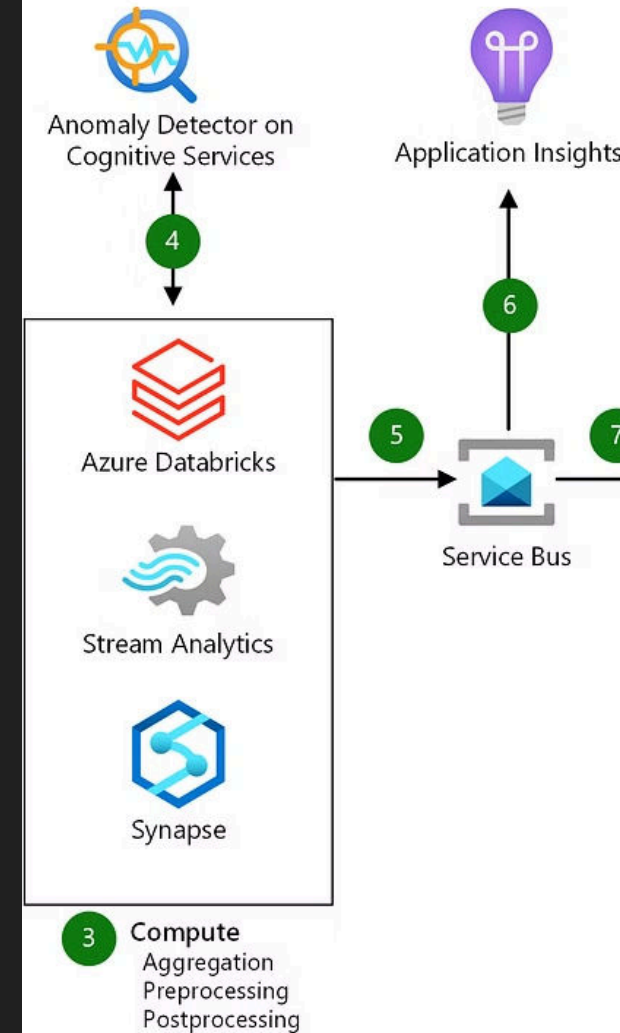 Anomaly Detector on
Cognitive Services
Application Insights
4
6
Azure Databricks
5
7
Service Bus
Stream Analytics
Synapse
3
Compute
Aggregation
Preprocessing
Postprocessing